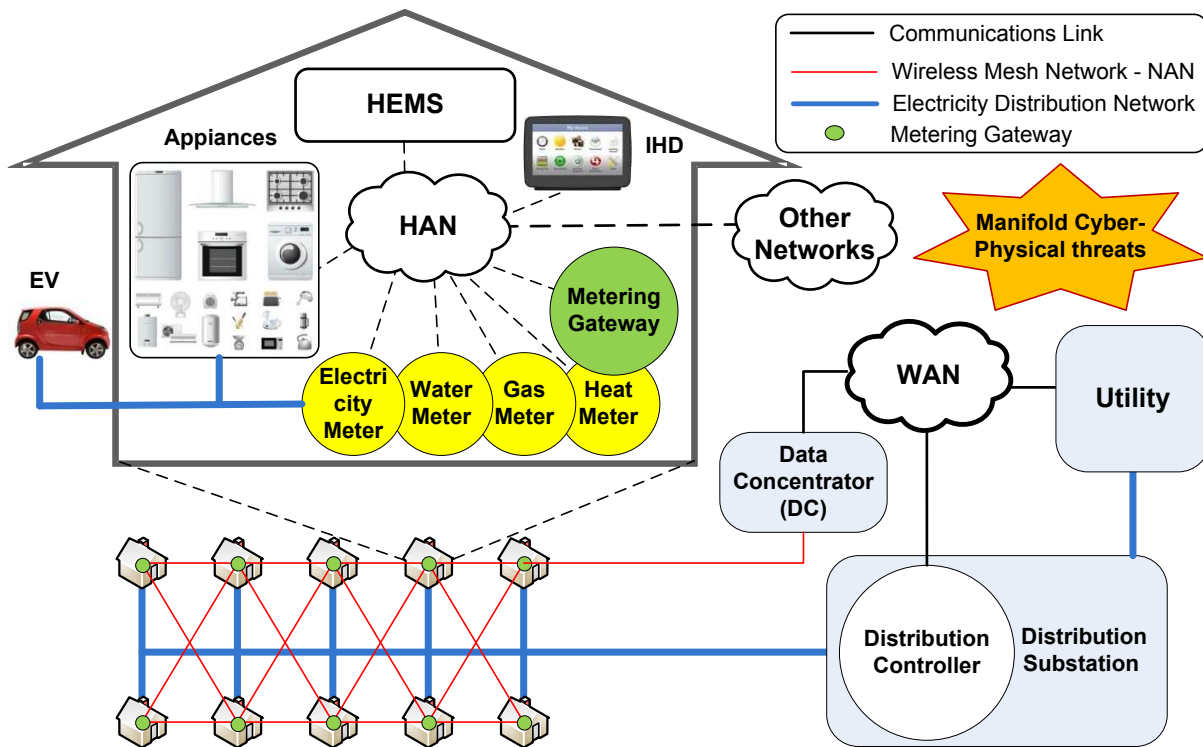 Communications Link
Wireless Mesh Network - NAN
Electricity Distribution Network
Metering Gateway
HEMS
Appiances
IHD
My House
HAN
Other
Networks
Manifold Cyber-
Physical threats
EV
Metering
Gateway
Electri
city
Meter
Water
Meter
Gas
Meter
Heat
Meter
WAN
Utility
Data
Concentrator
(DC)
Distribution
Controller
Distribution
Substation